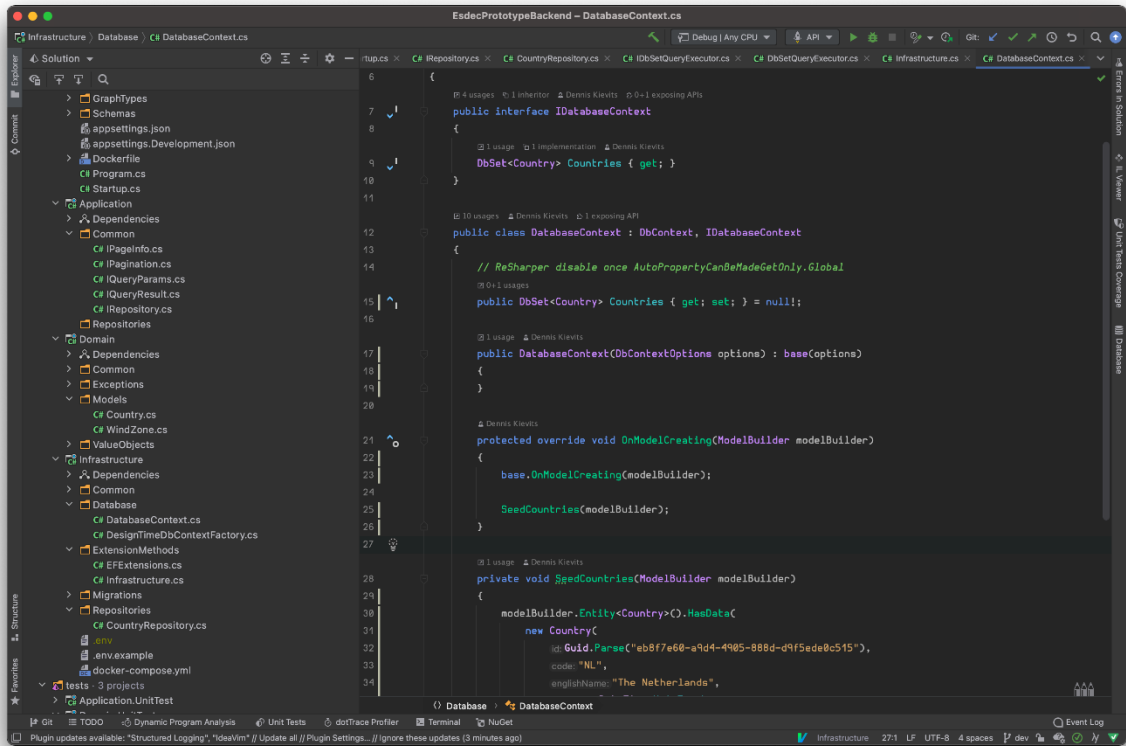 EsdecPrototypeBackend – DatabaseContext.cs
Infrastructure › Database › C# DatabaseContext.cs
Debug | Any CPU
API
Git:
Explorer
Commit
Structure
Favorites
Solution
GraphTypes
Schemas
appsettings.json
appsettings.Development.json
Dockerfile
C# Program.cs
C# Startup.cs
Application
Dependencies
Common
C# IPageInfo.cs
C# IPagination.cs
C# IQueryParams.cs
C# IQueryResult.cs
C# IRepository.cs
Repositories
Domain
Dependencies
Common
Exceptions
Models
C# Country.cs
C# WindZone.cs
ValueObjects
Infrastructure
Dependencies
Common
Database
C# DatabaseContext.cs
C# DesignTimeDbContextFactory.cs
ExtensionMethods
C# EFExtensions.cs
C# Infrastructure.cs
Migrations
Repositories
C# CountryRepository.cs
.env
.env.example
docker-compose.yml
tests · 3 projects
Application.UnitTest
rtup.cs × C# IRepository.cs × C# CountryRepository.cs × C# IDbSetQueryExecutor.cs × C# DbSetQueryExecutor.cs × C# Infrastructure.cs × C# DatabaseContext.cs ×
6 {
4 usages 1 inheritor Dennis Kievits 0+1 exposing APIs
7 public interface IDatabaseContext
8 {
1 usage 1 implementation Dennis Kievits
9 DbSet<Country> Countries { get; }
10 }
11
10 usages Dennis Kievits 1 exposing API
12 public class DatabaseContext : DbContext, IDatabaseContext
13 {
14 // ReSharper disable once AutoPropertyCanBeMadeGetOnly.Global
0+1 usages
15 public DbSet<Country> Countries { get; set; } = null!;
16
1 usage Dennis Kievits
17 public DatabaseContext(DbContextOptions options) : base(options)
18 {
19 }
20
Dennis Kievits
21 protected override void OnModelCreating(ModelBuilder modelBuilder)
22 {
23 base.OnModelCreating(modelBuilder);
24
25 SeedCountries(modelBuilder);
26 }
27
1 usage Dennis Kievits
28 private void SeedCountries(ModelBuilder modelBuilder)
29 {
30 modelBuilder.Entity<Country>().HasData(
31 new Country(
32 id: Guid.Parse("eb8f7e60-a9d4-4905-888d-d9f5ede0c515"),
33 code: "NL",
34 englishName: "The Netherlands",
Database › DatabaseContext
Errors in Solution
IL Viewer
Unit Tests Coverage
Database
Git TODO Dynamic Program Analysis Unit Tests dotTrace Profiler Terminal NuGet Event Log
Plugin updates available: "Structured Logging", "IdeaVim" // Update all // Plugin Settings... // Ignore these updates (3 minutes ago) Infrastructure 27:1 LF UTF-8 4 spaces dev